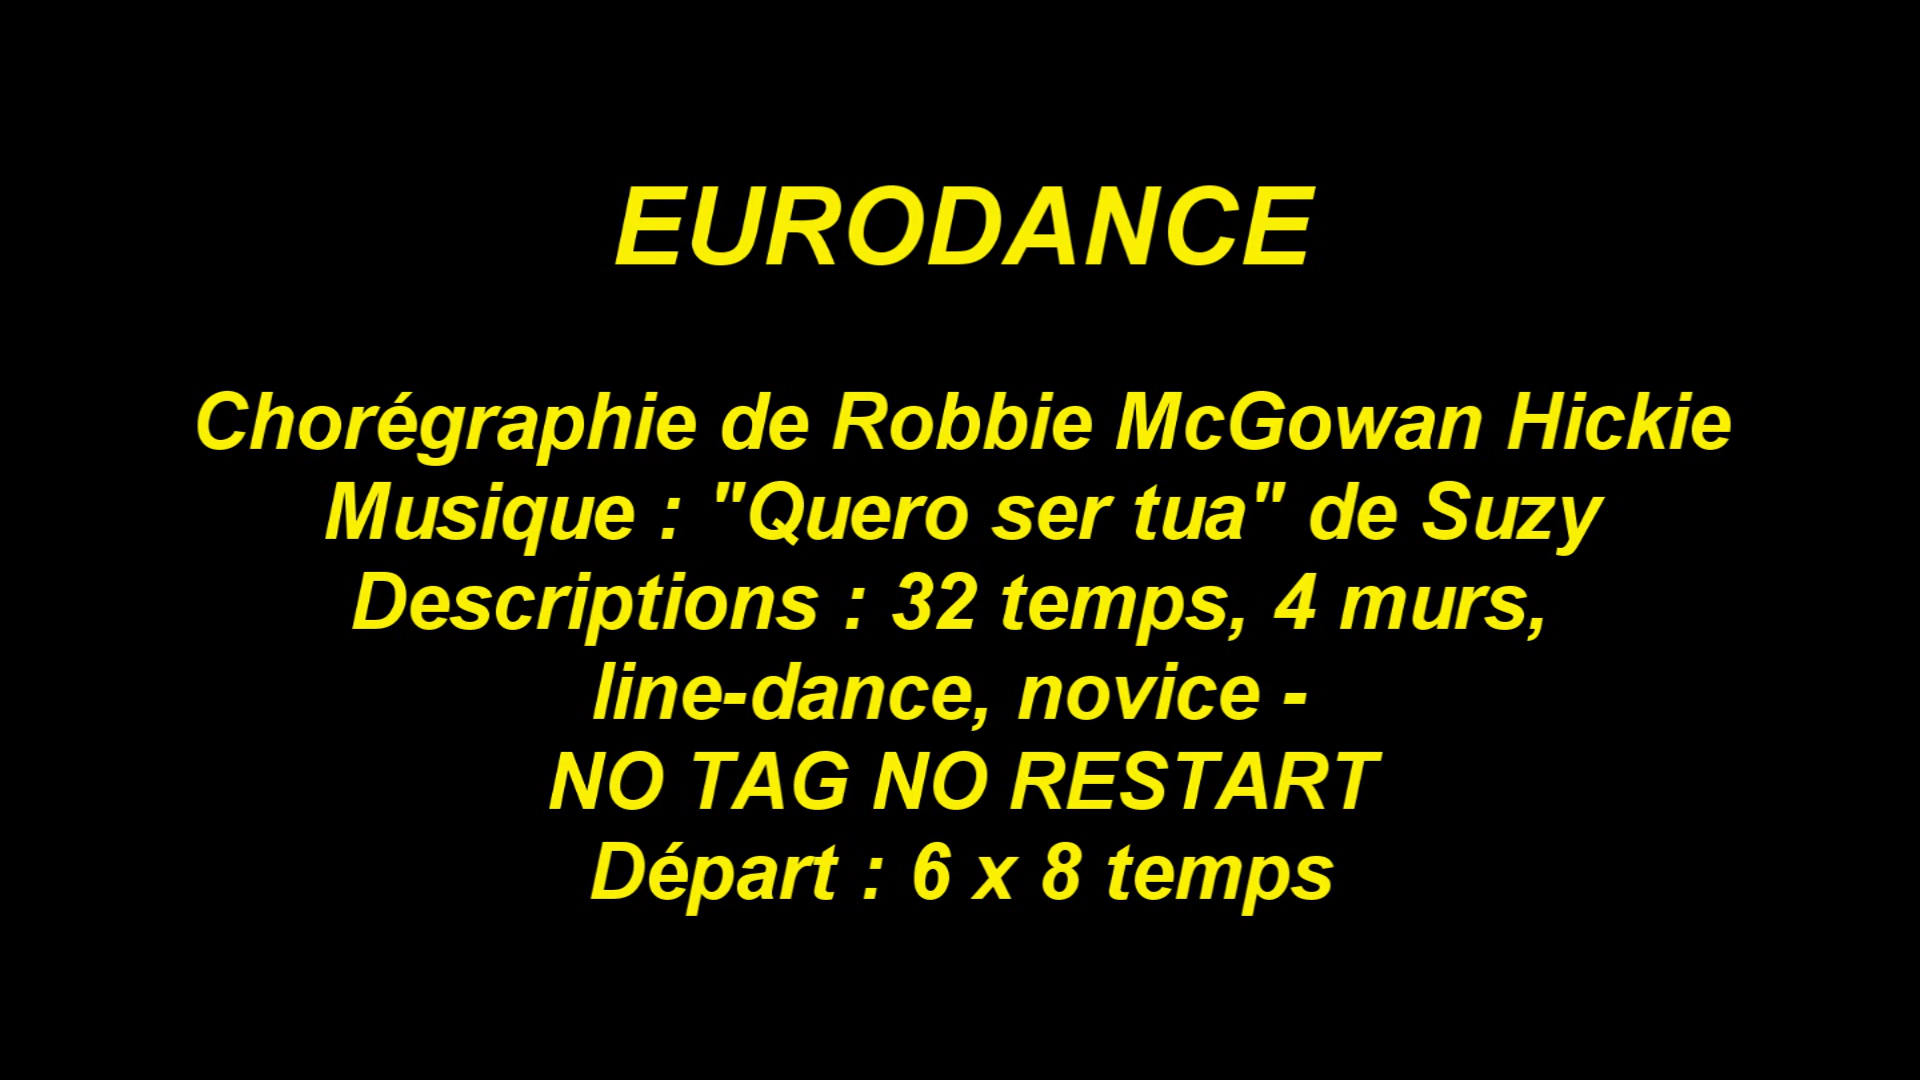 EURODANCE
Chorégraphie de Robbie McGowan Hickie
Musique : "Quero ser tua" de Suzy
Descriptions : 32 temps, 4 murs,
line-dance, novice -
NO TAG NO RESTART
Départ : 6 x 8 temps